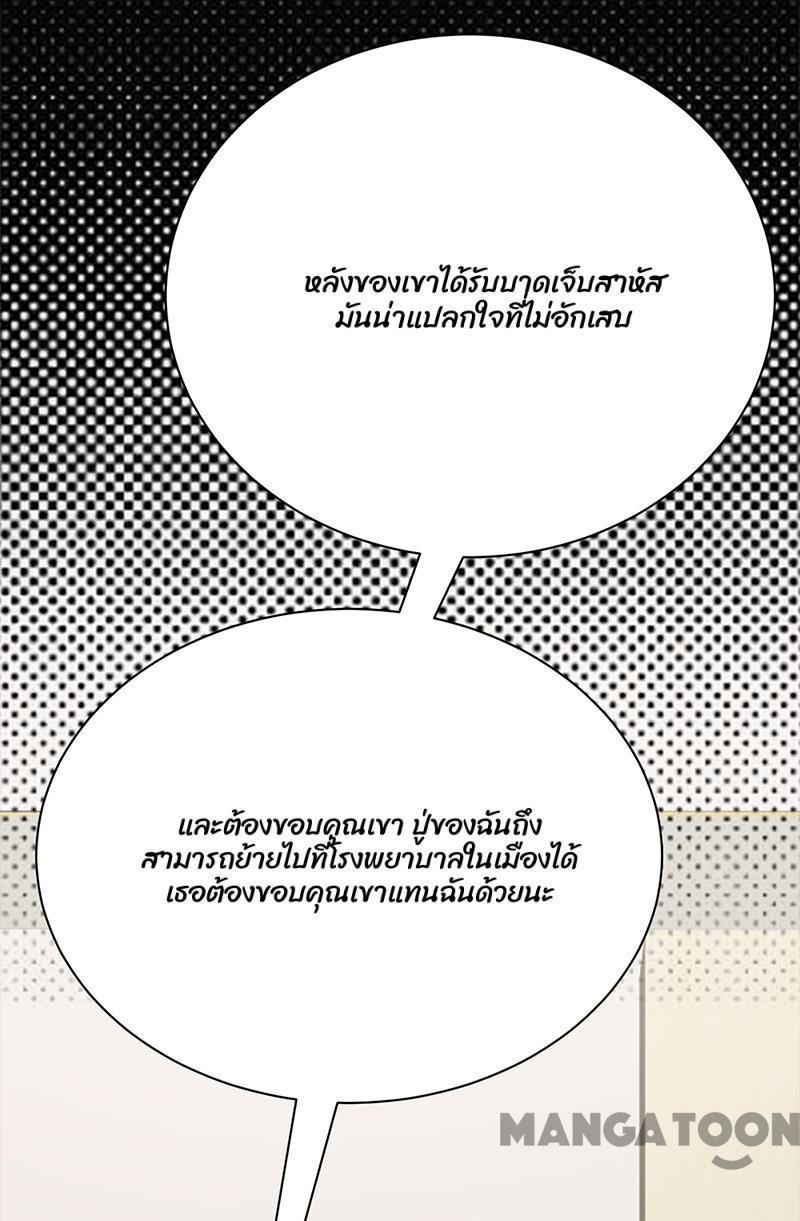 หลังของเขาได้รับบาดเจ็บสาหัส
มันน่าแปลกใจที่ไม่อักเสบ
และต้องขอบคุณเขา ปู่ของฉันถึง
สามารถย้ายไปที่โรงพยาบาลในเมืองได้
เธอต้องขอบคุณเขาแทนฉันด้วยนะ
MANGATOON